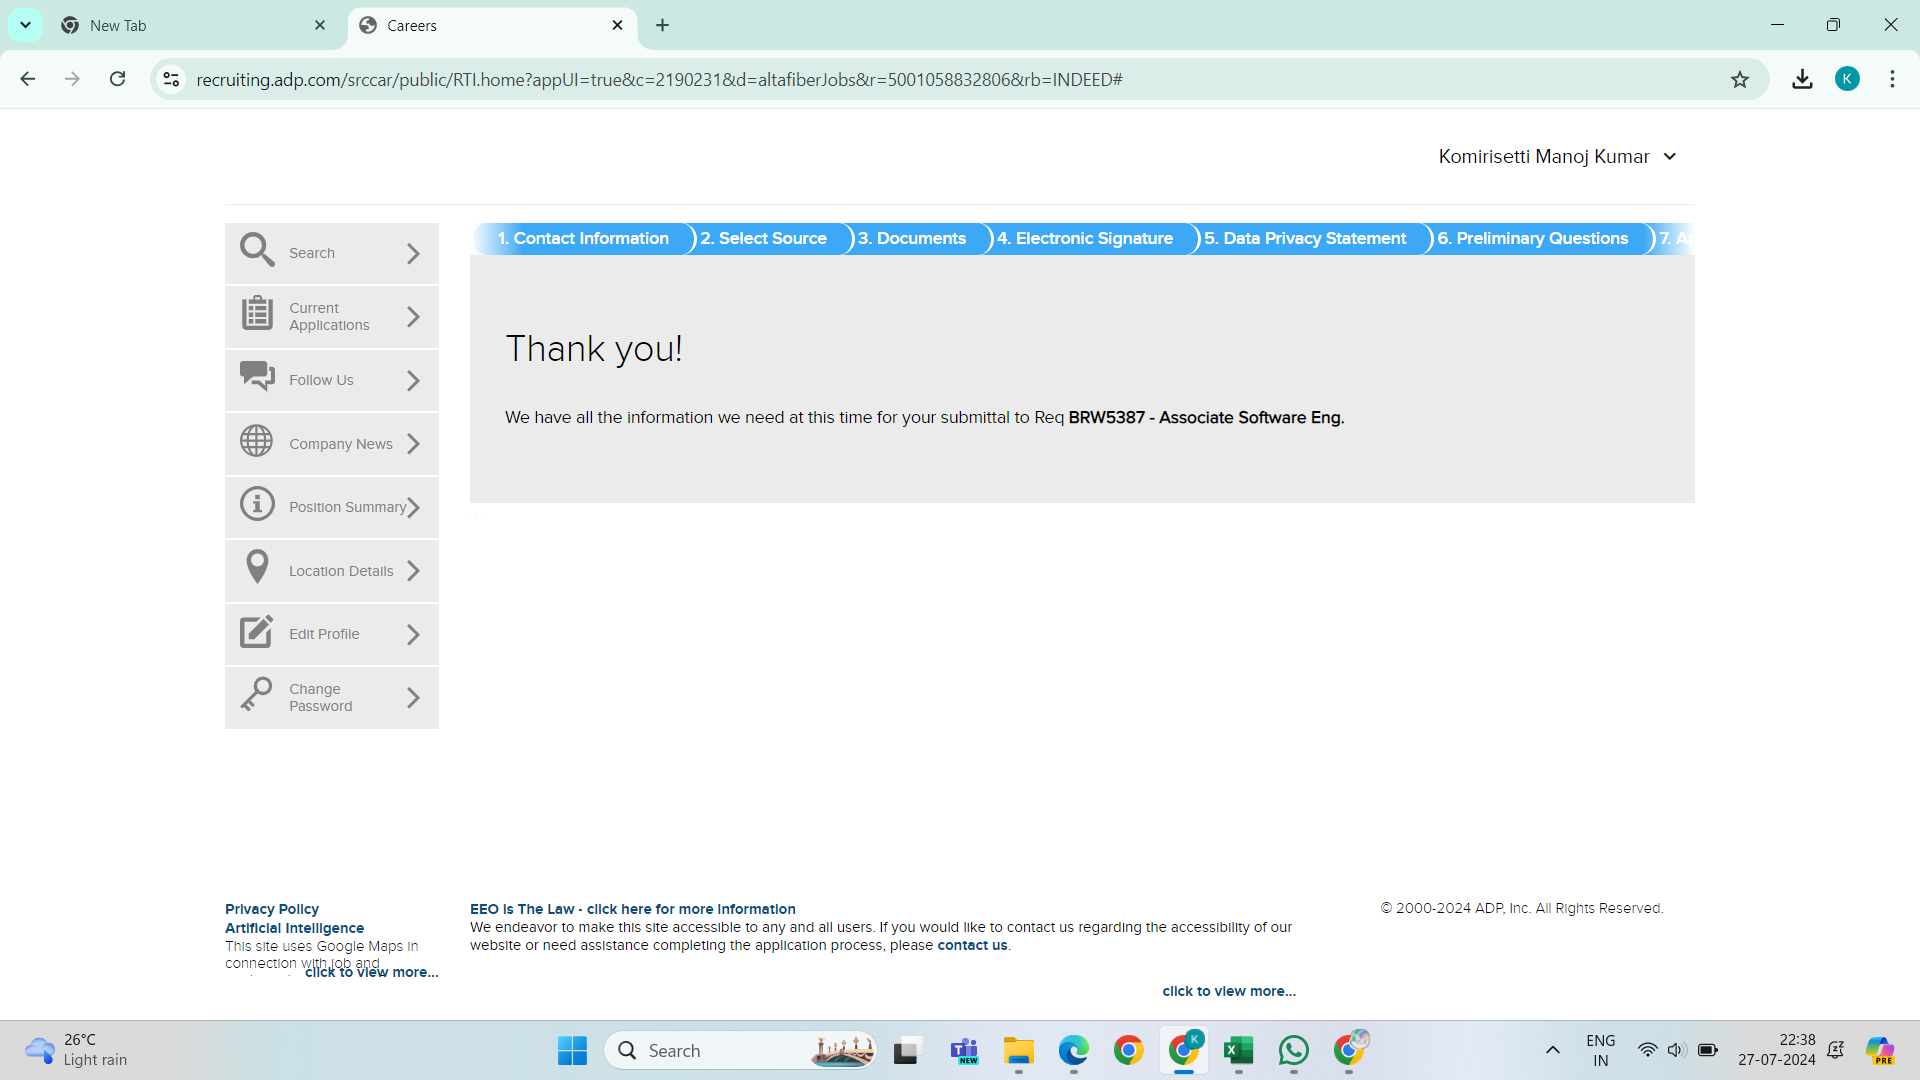 New Tab
Careers
recruiting.adp.com/srccar/public/RTI.home?appUI=true&c=2190231&d=altafiberJobs&r=5001058832806&rb=INDEED#
K
Komirisetti Manoj Kumar
Search
Current
Applications
Follow Us
Company News
Position Summary
Location Details
Edit Profile
Change
Password
1. Contact Information
2. Select Source
3. Documents
4. Electronic Signature
5. Data Privacy Statement
6. Preliminary Questions
7.
Thank you!
We have all the information we need at this time for your submittal to Req BRW5387 - Associate Software Eng.
Privacy Policy
Artificial Intelligence
This site uses Google Maps in
connection with job and
click to view more...
EEO is The Law - click here for more information
We endeavor to make this site accessible to any and all users. If you would like to contact us regarding the accessibility of our
website or need assistance completing the application process, please contact us.
click to view more...
© 2000-2024 ADP, Inc. All Rights Reserved.
26°C
Light rain
Search
NEW
K
ENG
IN
22:38
27-07-2024
PRE